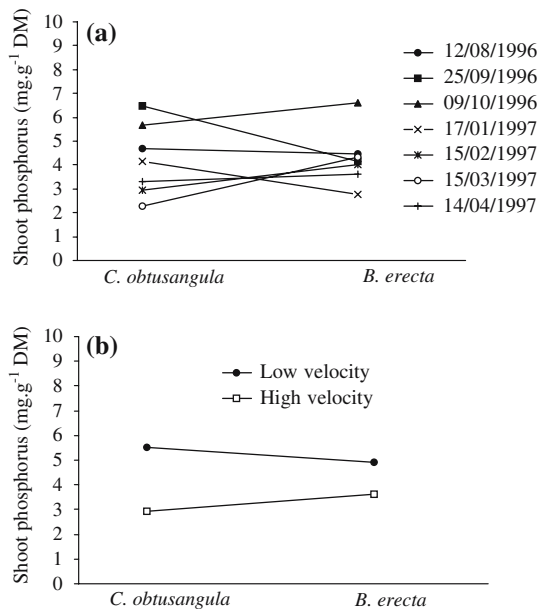 (a)
Shoot phosphorus (mg.g-1 DM)
10
9
8
7
6
5
4
3
2
1
0
C. obtusangula
B. erecta
12/08/1996
25/09/1996
09/10/1996
17/01/1997
15/02/1997
15/03/1997
14/04/1997
(b)
Shoot phosphorus (mg.g-1 DM)
10
9
8
7
6
5
4
3
2
1
0
Low velocity
High velocity
C. obtusangula
B. erecta